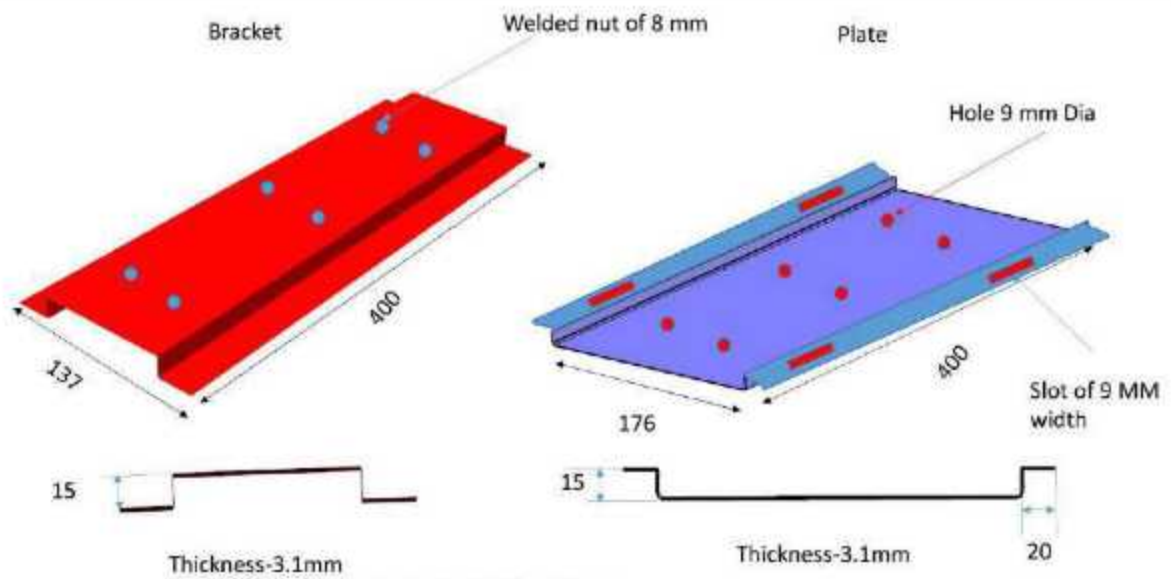 Bracket
Welded nut of 8 mm
Plate
Hole 9 mm Dia
400
137
400
176
Slot of 9 MM
width
15
15
20
Thickness-3.1mm
Thickness-3.1mm